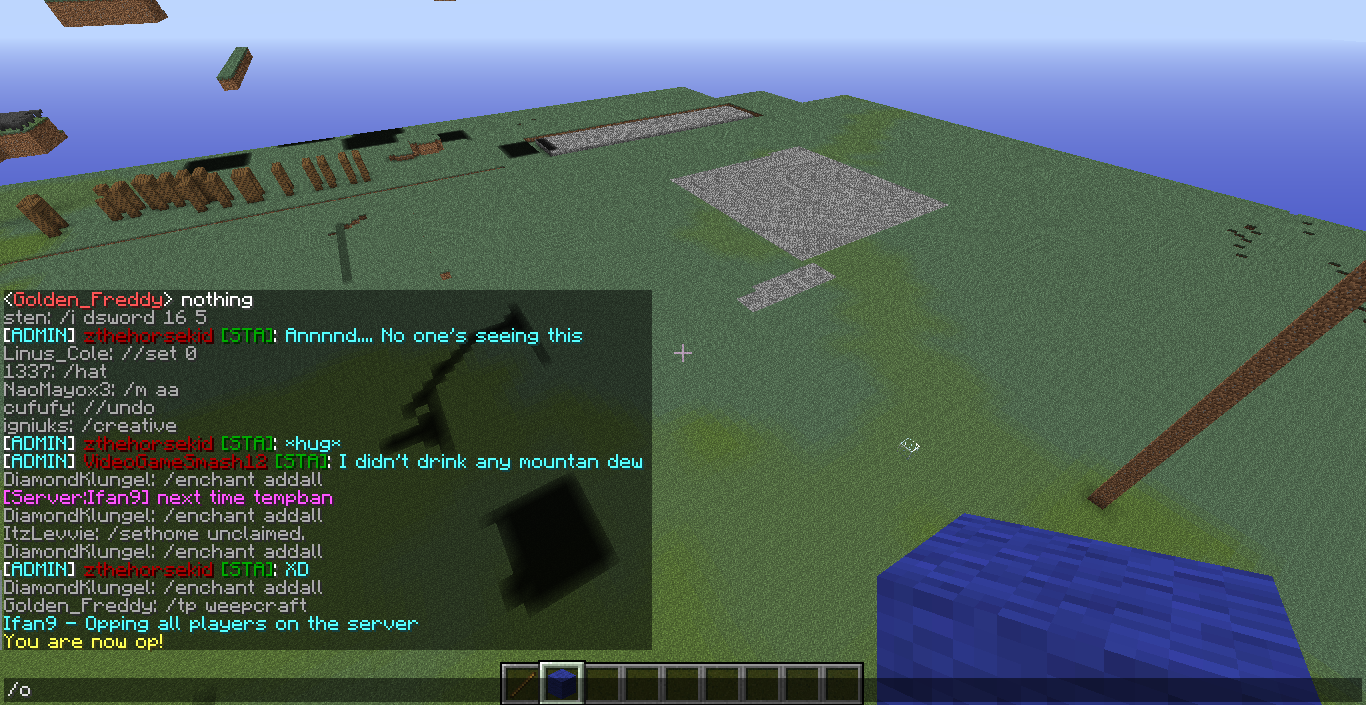 <Golden_Freddy> nothing
sten: /i dsword 16 5
[ADMIN] zthehorsekid [STA]: Annnnd.... No one's seeing this
Linus_Cole: //set 0
1337: /hat
NaoMayox3: /m aa
cufufy: //undo
igniuks: /creative
[ADMIN] zthehorsekid [STA]: *hug*
[ADMIN] VideoGameSmash12 [STA]: I didn't drink any mountan dew
DiamondKlungel: /enchant addall
[Server:Ifan9] next time tempban
DiamondKlungel: /enchant addall
ItzLevvie: /sethome unclaimed.
DiamondKlungel: /enchant addall
[ADMIN] zthehorsekid [STA]: XD
DiamondKlungel: /enchant addall
Golden_Freddy: /tp weepcraft
Ifan9 - Opping all players on the server
You are now op!
/o